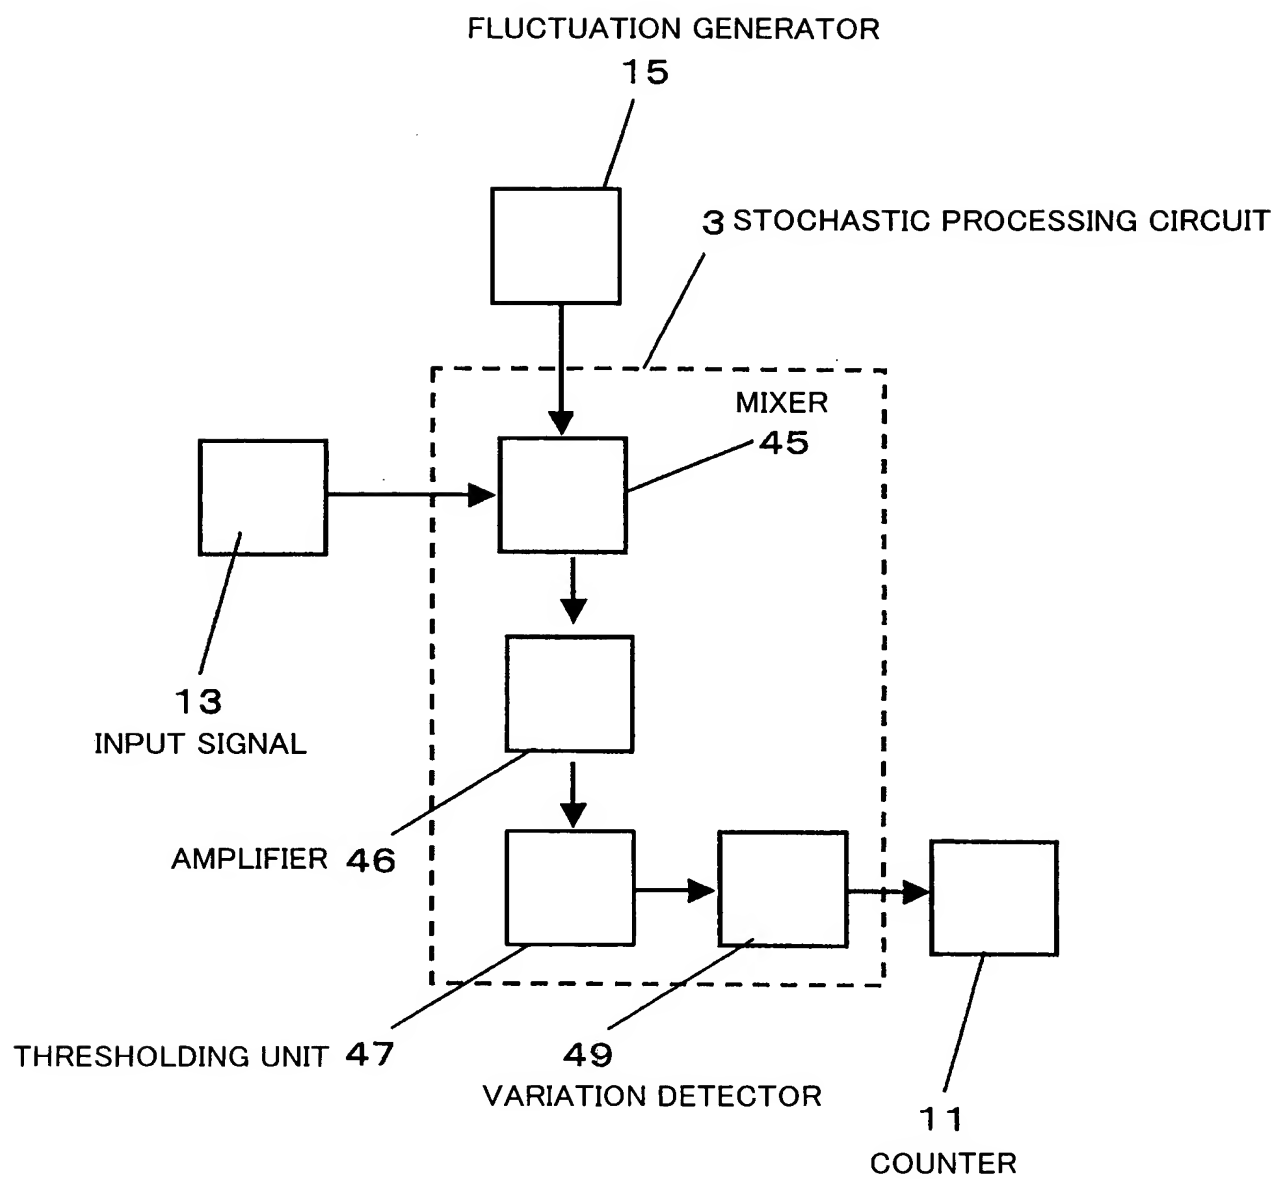 FLUCTUATION GENERATOR
15
3 STOCHASTIC PROCESSING CIRCUIT
MIXER
45
13
INPUT SIGNAL
AMPLIFIER 46
THRESHOLDING UNIT 47
49
VARIATION DETECTOR
11
COUNTER